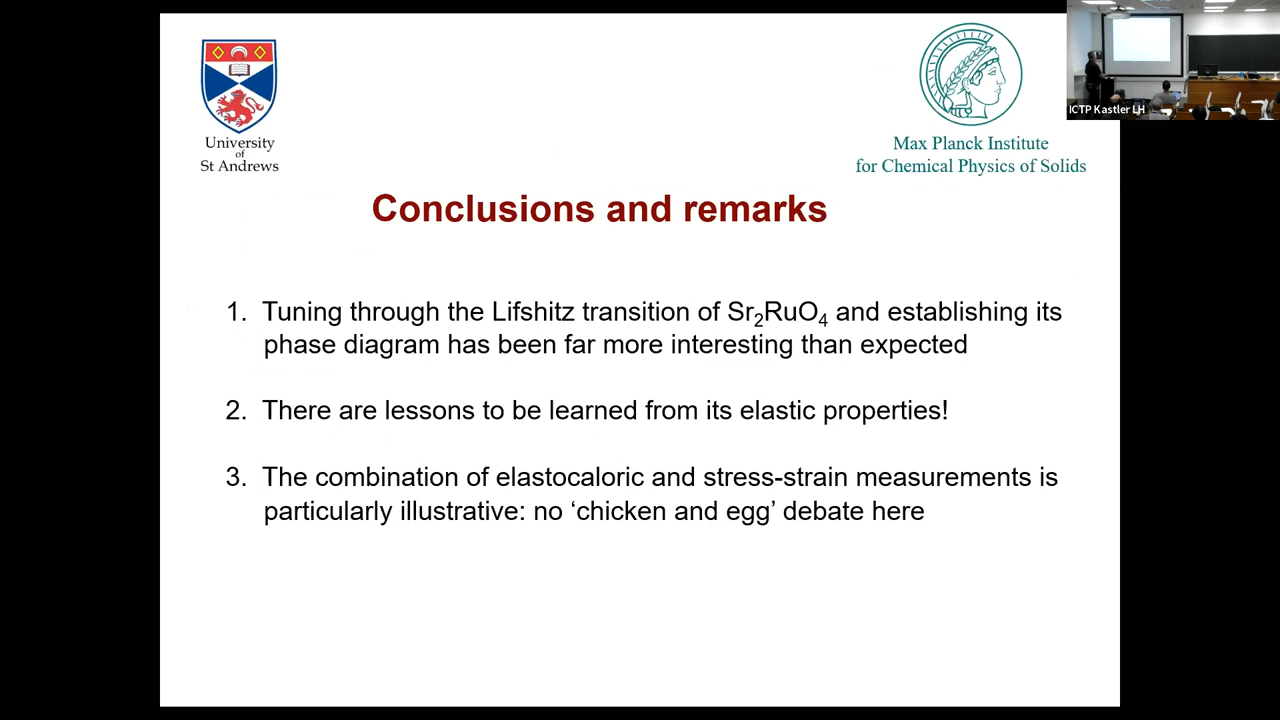 University
of
St Andrews
Max Planck Institute
for Chemical Physics of Solids
ICTP Kastler LH
Conclusions and remarks
1. Tuning through the Lifshitz transition of Sr₂RuO₄ and establishing its
phase diagram has been far more interesting than expected
2. There are lessons to be learned from its elastic properties!
3. The combination of elastocaloric and stress-strain measurements is
particularly illustrative: no ‘chicken and egg’ debate here